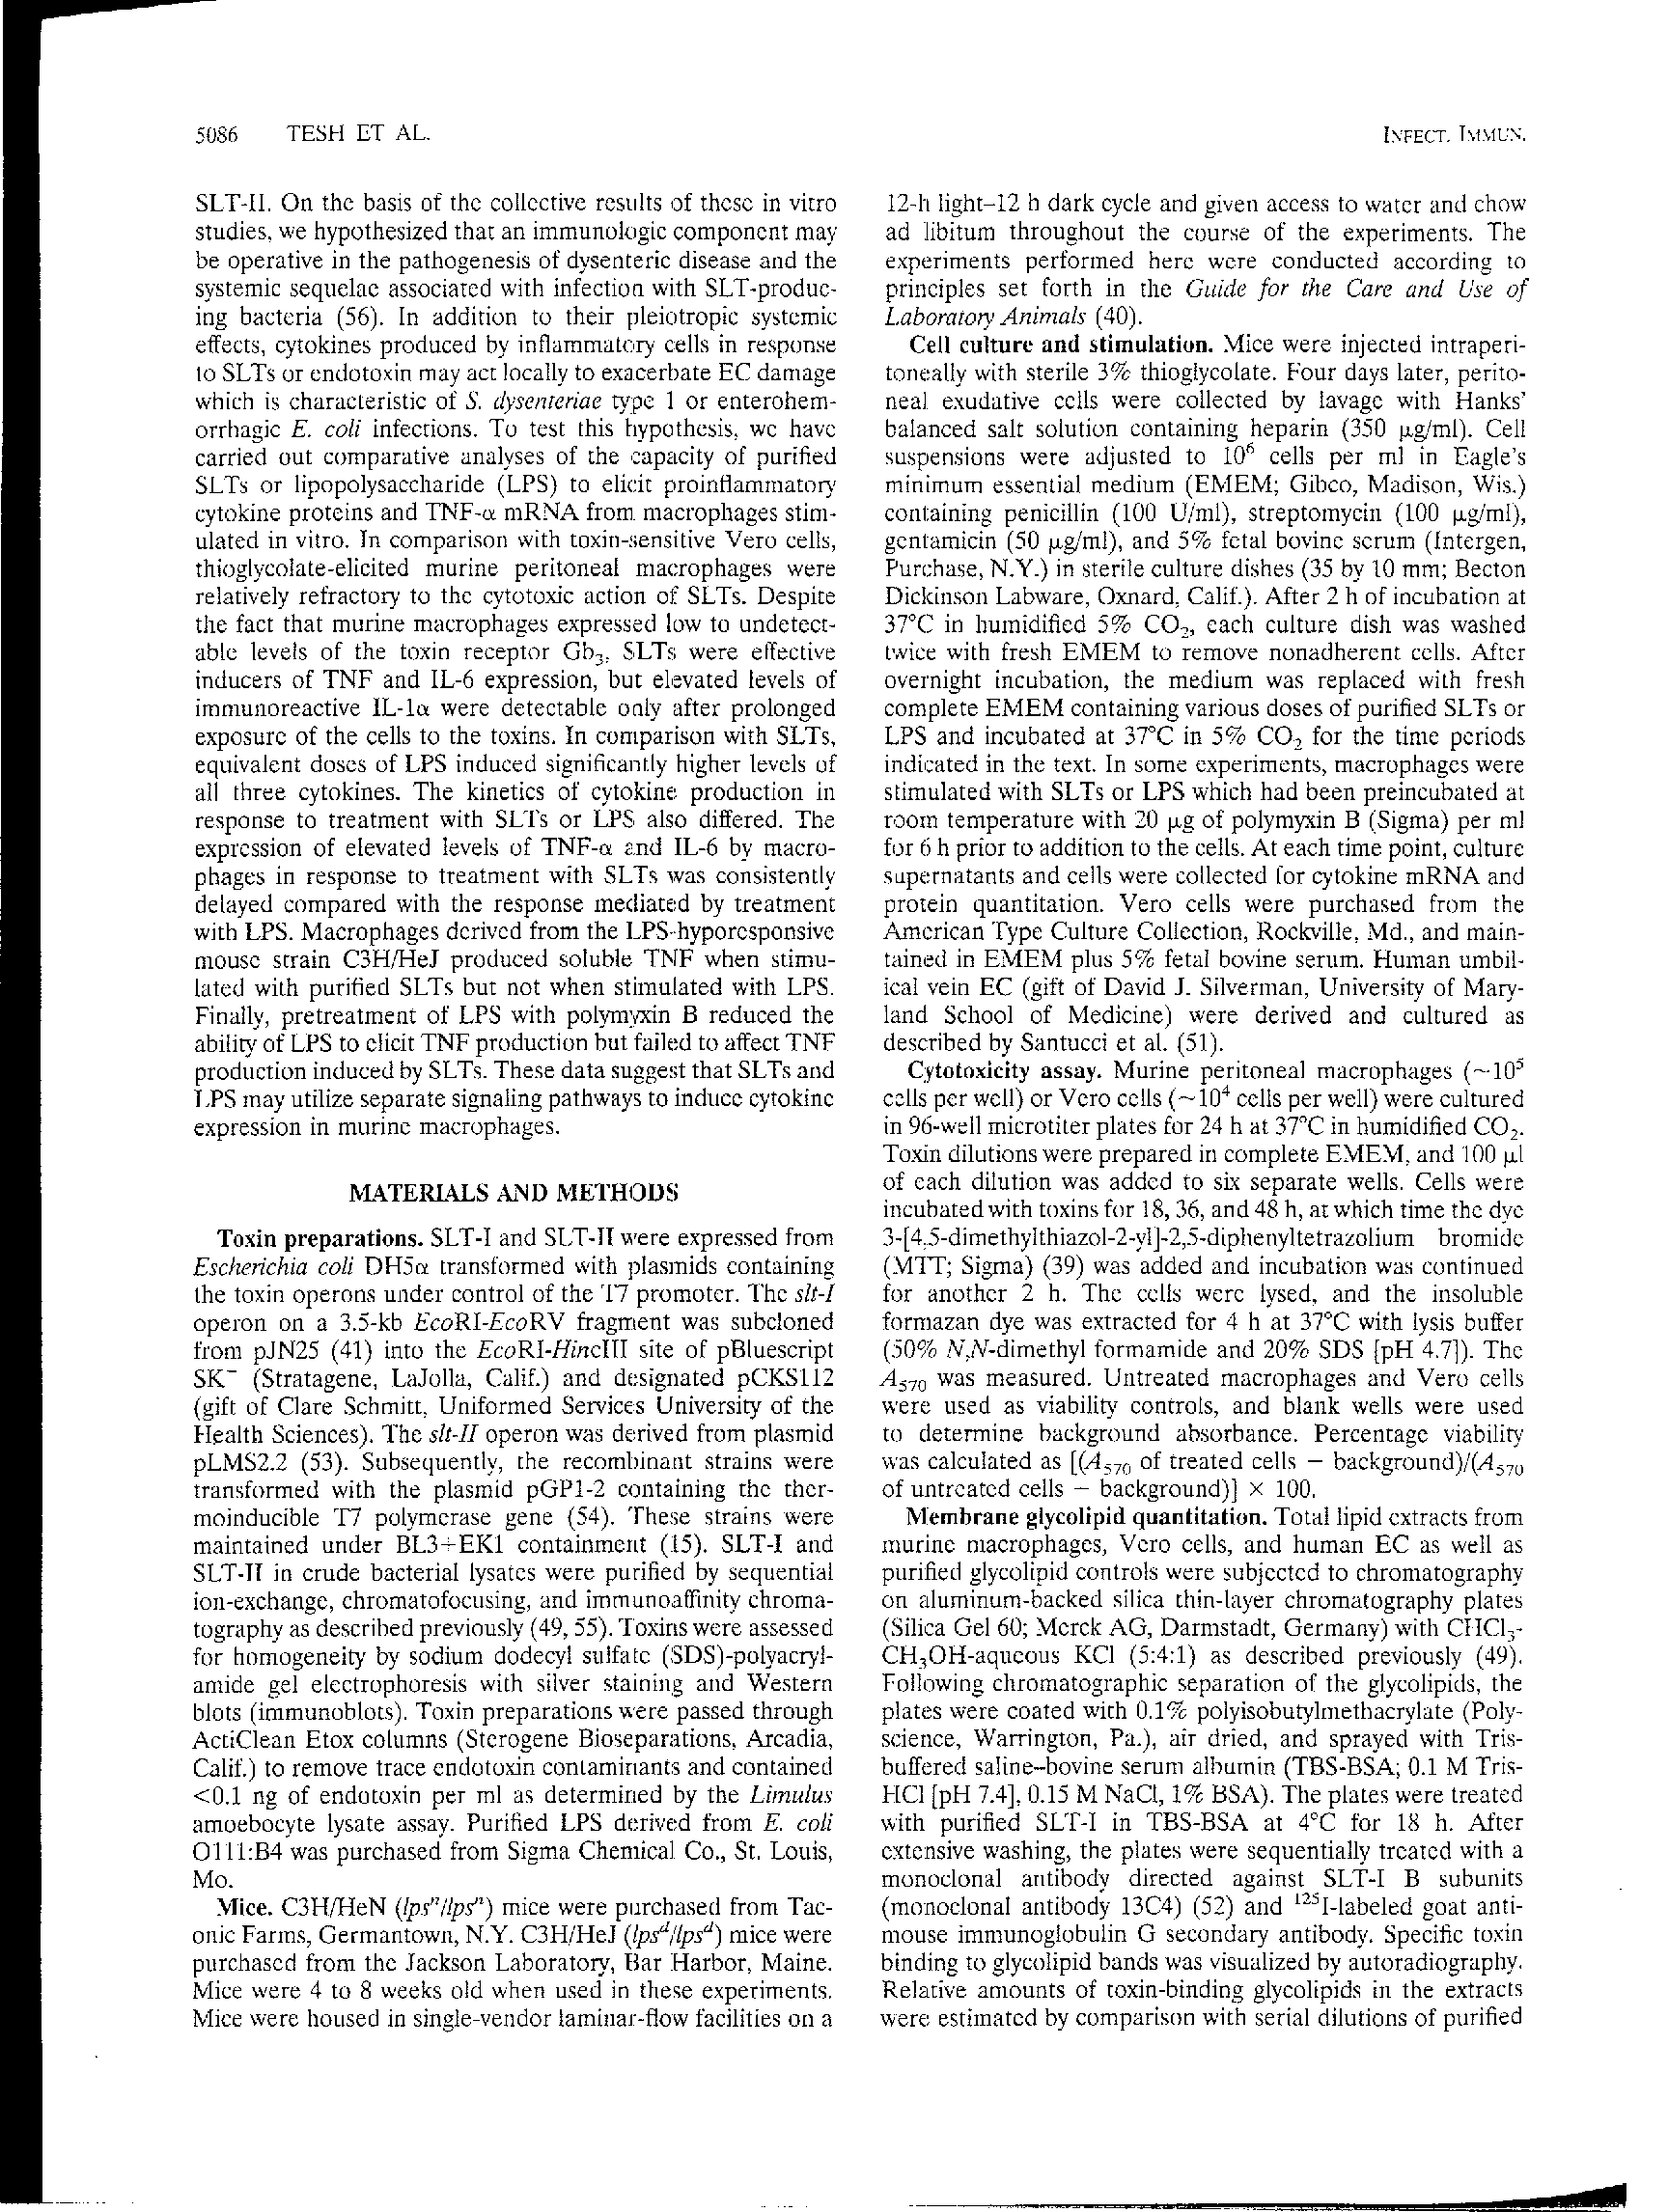 5086 TESH ET AL.
INFECT. IMMUN.
SLT-II. On the basis of the collective results of these in vitro
studies, we hypothesized that an immunologic component may
be operative in the pathogenesis of dysenteric disease and the
systemic sequelae associated with infection with SLT-produc-
ing bacteria (56). In addition to their pleiotropic systemic
effects, cytokines produced by inflammatory cells in response
to SLTs or endotoxin may act locally to exacerbate EC damage
which is characteristic of S. dysenteriae type 1 or enterohem-
orrhagic E. coli infections. To test this hypothesis, we have
carried out comparative analyses of the capacity of purified
SLTs or lipopolysaccharide (LPS) to elicit proinflammatory
cytokine proteins and TNF-α mRNA from macrophages stim-
ulated in vitro. In comparison with toxin-sensitive Vero cells,
thioglycolate-elicited murine peritoneal macrophages were
relatively refractory to the cytotoxic action of SLTs. Despite
the fact that murine macrophages expressed low to undetect-
able levels of the toxin receptor Gb₃, SLTs were effective
inducers of TNF and IL-6 expression, but elevated levels of
immunoreactive IL-1α were detectable only after prolonged
exposure of the cells to the toxins. In comparison with SLTs,
equivalent doses of LPS induced significantly higher levels of
all three cytokines. The kinetics of cytokine production in
response to treatment with SLTs or LPS also differed. The
expression of elevated levels of TNF-α and IL-6 by macro-
phages in response to treatment with SLTs was consistently
delayed compared with the response mediated by treatment
with LPS. Macrophages derived from the LPS-hyporesponsive
mouse strain C3H/HeJ produced soluble TNF when stimu-
lated with purified SLTs but not when stimulated with LPS.
Finally, pretreatment of LPS with polymyxin B reduced the
ability of LPS to elicit TNF production but failed to affect TNF
production induced by SLTs. These data suggest that SLTs and
LPS may utilize separate signaling pathways to induce cytokine
expression in murine macrophages.
MATERIALS AND METHODS
Toxin preparations. SLT-I and SLT-II were expressed from
Escherichia coli DH5α transformed with plasmids containing
the toxin operons under control of the T7 promoter. The slt-I
operon on a 3.5-kb EcoRI-EcoRV fragment was subcloned
from pJN25 (41) into the EcoRI-HincIII site of pBluescript
SK⁻ (Stratagene, LaJolla, Calif.) and designated pCKS112
(gift of Clare Schmitt, Uniformed Services University of the
Health Sciences). The slt-II operon was derived from plasmid
pLMS2.2 (53). Subsequently, the recombinant strains were
transformed with the plasmid pGP1-2 containing the ther-
moinducible T7 polymerase gene (54). These strains were
maintained under BL3+EK1 containment (15). SLT-I and
SLT-II in crude bacterial lysates were purified by sequential
ion-exchange, chromatofocusing, and immunoaffinity chroma-
tography as described previously (49, 55). Toxins were assessed
for homogeneity by sodium dodecyl sulfate (SDS)-polyacryl-
amide gel electrophoresis with silver staining and Western
blots (immunoblots). Toxin preparations were passed through
ActiClean Etox columns (Sterogene Bioseparations, Arcadia,
Calif.) to remove trace endotoxin contaminants and contained
<0.1 ng of endotoxin per ml as determined by the Limulus
amoebocyte lysate assay. Purified LPS derived from E. coli
O111:B4 was purchased from Sigma Chemical Co., St. Louis,
Mo.
Mice. C3H/HeN (lpsⁿ/lpsⁿ) mice were purchased from Tac-
onic Farms, Germantown, N.Y. C3H/HeJ (lpsᵈ/lpsᵈ) mice were
purchased from the Jackson Laboratory, Bar Harbor, Maine.
Mice were 4 to 8 weeks old when used in these experiments.
Mice were housed in single-vendor laminar-flow facilities on a
12-h light–12 h dark cycle and given access to water and chow
ad libitum throughout the course of the experiments. The
experiments performed here were conducted according to
principles set forth in the Guide for the Care and Use of
Laboratory Animals (40).
Cell culture and stimulation. Mice were injected intraperi-
toneally with sterile 3% thioglycolate. Four days later, perito-
neal exudative cells were collected by lavage with Hanks'
balanced salt solution containing heparin (350 μg/ml). Cell
suspensions were adjusted to 10⁶ cells per ml in Eagle's
minimum essential medium (EMEM; Gibco, Madison, Wis.)
containing penicillin (100 U/ml), streptomycin (100 μg/ml),
gentamicin (50 μg/ml), and 5% fetal bovine serum (Intergen,
Purchase, N.Y.) in sterile culture dishes (35 by 10 mm; Becton
Dickinson Labware, Oxnard, Calif.). After 2 h of incubation at
37°C in humidified 5% CO₂, each culture dish was washed
twice with fresh EMEM to remove nonadherent cells. After
overnight incubation, the medium was replaced with fresh
complete EMEM containing various doses of purified SLTs or
LPS and incubated at 37°C in 5% CO₂ for the time periods
indicated in the text. In some experiments, macrophages were
stimulated with SLTs or LPS which had been preincubated at
room temperature with 20 μg of polymyxin B (Sigma) per ml
for 6 h prior to addition to the cells. At each time point, culture
supernatants and cells were collected for cytokine mRNA and
protein quantitation. Vero cells were purchased from the
American Type Culture Collection, Rockville, Md., and main-
tained in EMEM plus 5% fetal bovine serum. Human umbil-
ical vein EC (gift of David J. Silverman, University of Mary-
land School of Medicine) were derived and cultured as
described by Santucci et al. (51).
Cytotoxicity assay. Murine peritoneal macrophages (~10⁵
cells per well) or Vero cells (~10⁴ cells per well) were cultured
in 96-well microtiter plates for 24 h at 37°C in humidified CO₂.
Toxin dilutions were prepared in complete EMEM, and 100 μl
of each dilution was added to six separate wells. Cells were
incubated with toxins for 18, 36, and 48 h, at which time the dye
3-[4,5-dimethylthiazol-2-yl]-2,5-diphenyltetrazolium bromide
(MTT; Sigma) (39) was added and incubation was continued
for another 2 h. The cells were lysed, and the insoluble
formazan dye was extracted for 4 h at 37°C with lysis buffer
(50% N,N-dimethyl formamide and 20% SDS [pH 4.7]). The
A₅₇₀ was measured. Untreated macrophages and Vero cells
were used as viability controls, and blank wells were used
to determine background absorbance. Percentage viability
was calculated as [(A₅₇₀ of treated cells − background)/(A₅₇₀
of untreated cells − background)] × 100.
Membrane glycolipid quantitation. Total lipid extracts from
murine macrophages, Vero cells, and human EC as well as
purified glycolipid controls were subjected to chromatography
on aluminum-backed silica thin-layer chromatography plates
(Silica Gel 60; Merck AG, Darmstadt, Germany) with CHCl₃-
CH₃OH-aqueous KCl (5:4:1) as described previously (49).
Following chromatographic separation of the glycolipids, the
plates were coated with 0.1% polyisobutylmethacrylate (Poly-
science, Warrington, Pa.), air dried, and sprayed with Tris-
buffered saline–bovine serum albumin (TBS-BSA; 0.1 M Tris-
HCl [pH 7.4], 0.15 M NaCl, 1% BSA). The plates were treated
with purified SLT-I in TBS-BSA at 4°C for 18 h. After
extensive washing, the plates were sequentially treated with a
monoclonal antibody directed against SLT-I B subunits
(monoclonal antibody 13C4) (52) and ¹²⁵I-labeled goat anti-
mouse immunoglobulin G secondary antibody. Specific toxin
binding to glycolipid bands was visualized by autoradiography.
Relative amounts of toxin-binding glycolipids in the extracts
were estimated by comparison with serial dilutions of purified